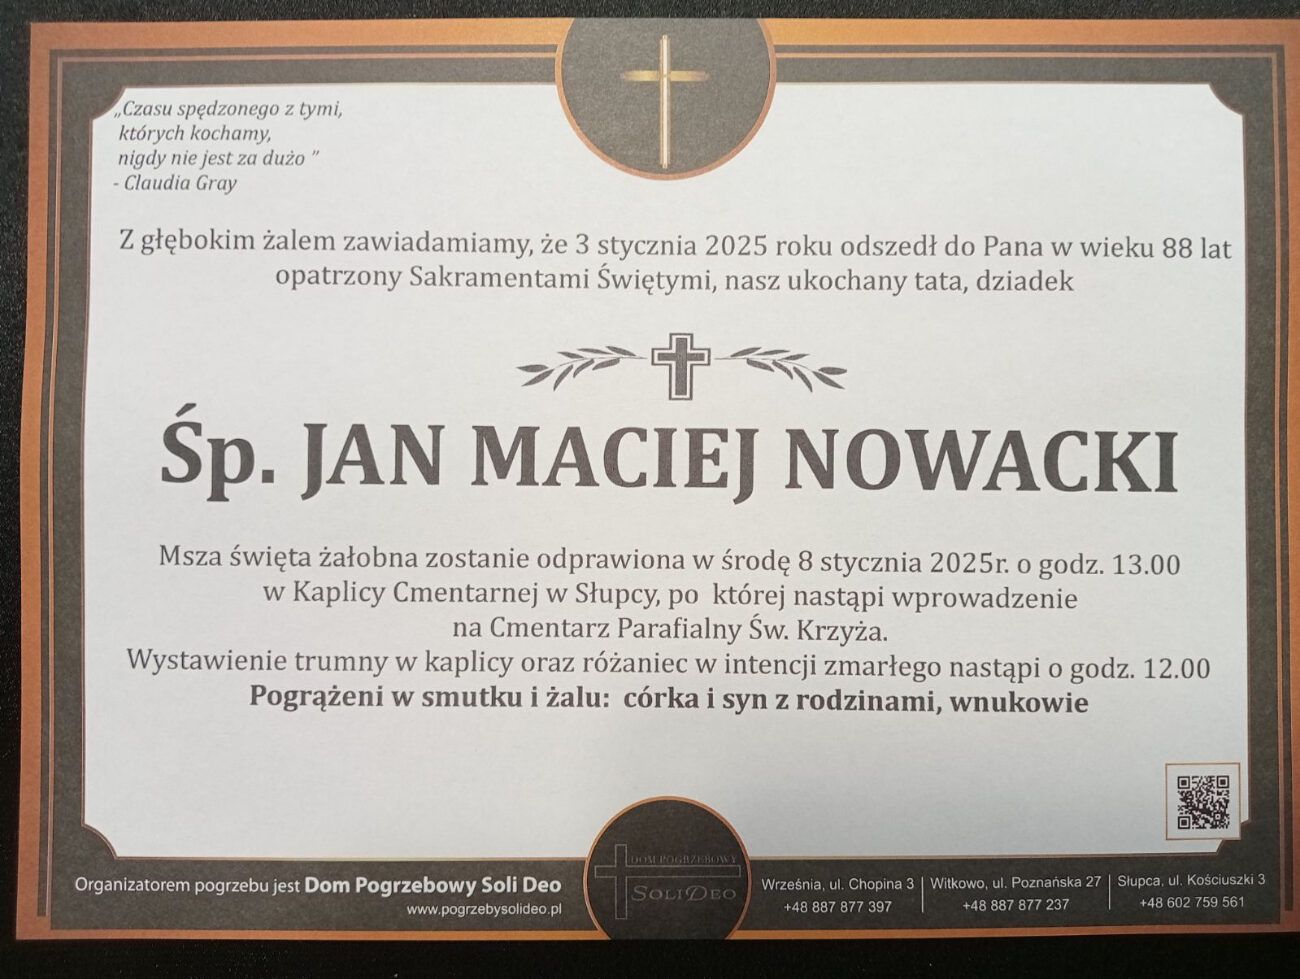 „Czasu spędzonego z tymi,
których kochamy,
nigdy nie jest za dużo ”
- Claudia Gray
Z głębokim żalem zawiadamiamy, że 3 stycznia 2025 roku odszedł do Pana w wieku 88 lat
opatrzony Sakramentami Świętymi, nasz ukochany tata, dziadek
Śp. JAN MACIEJ NOWACKI
Msza święta żałobna zostanie odprawiona w środę 8 stycznia 2025r. o godz. 13.00
w Kaplicy Cmentarnej w Słupcy, po której nastąpi wprowadzenie
na Cmentarz Parafialny Św. Krzyża.
Wystawienie trumny w kaplicy oraz różaniec w intencji zmarłego nastąpi o godz. 12.00
Pogrążeni w smutku i żalu: córka i syn z rodzinami, wnukowie
Organizatorem pogrzebu jest Dom Pogrzebowy Soli Deo
www.pogrzebysolideo.pl
DOM POGRZEBOWY
SOLI DEO
Września, ul. Chopina 3
+48 887 877 397
Witkowo, ul. Poznańska 27
+48 887 877 237
Słupca, ul. Kościuszki 3
+48 602 759 561